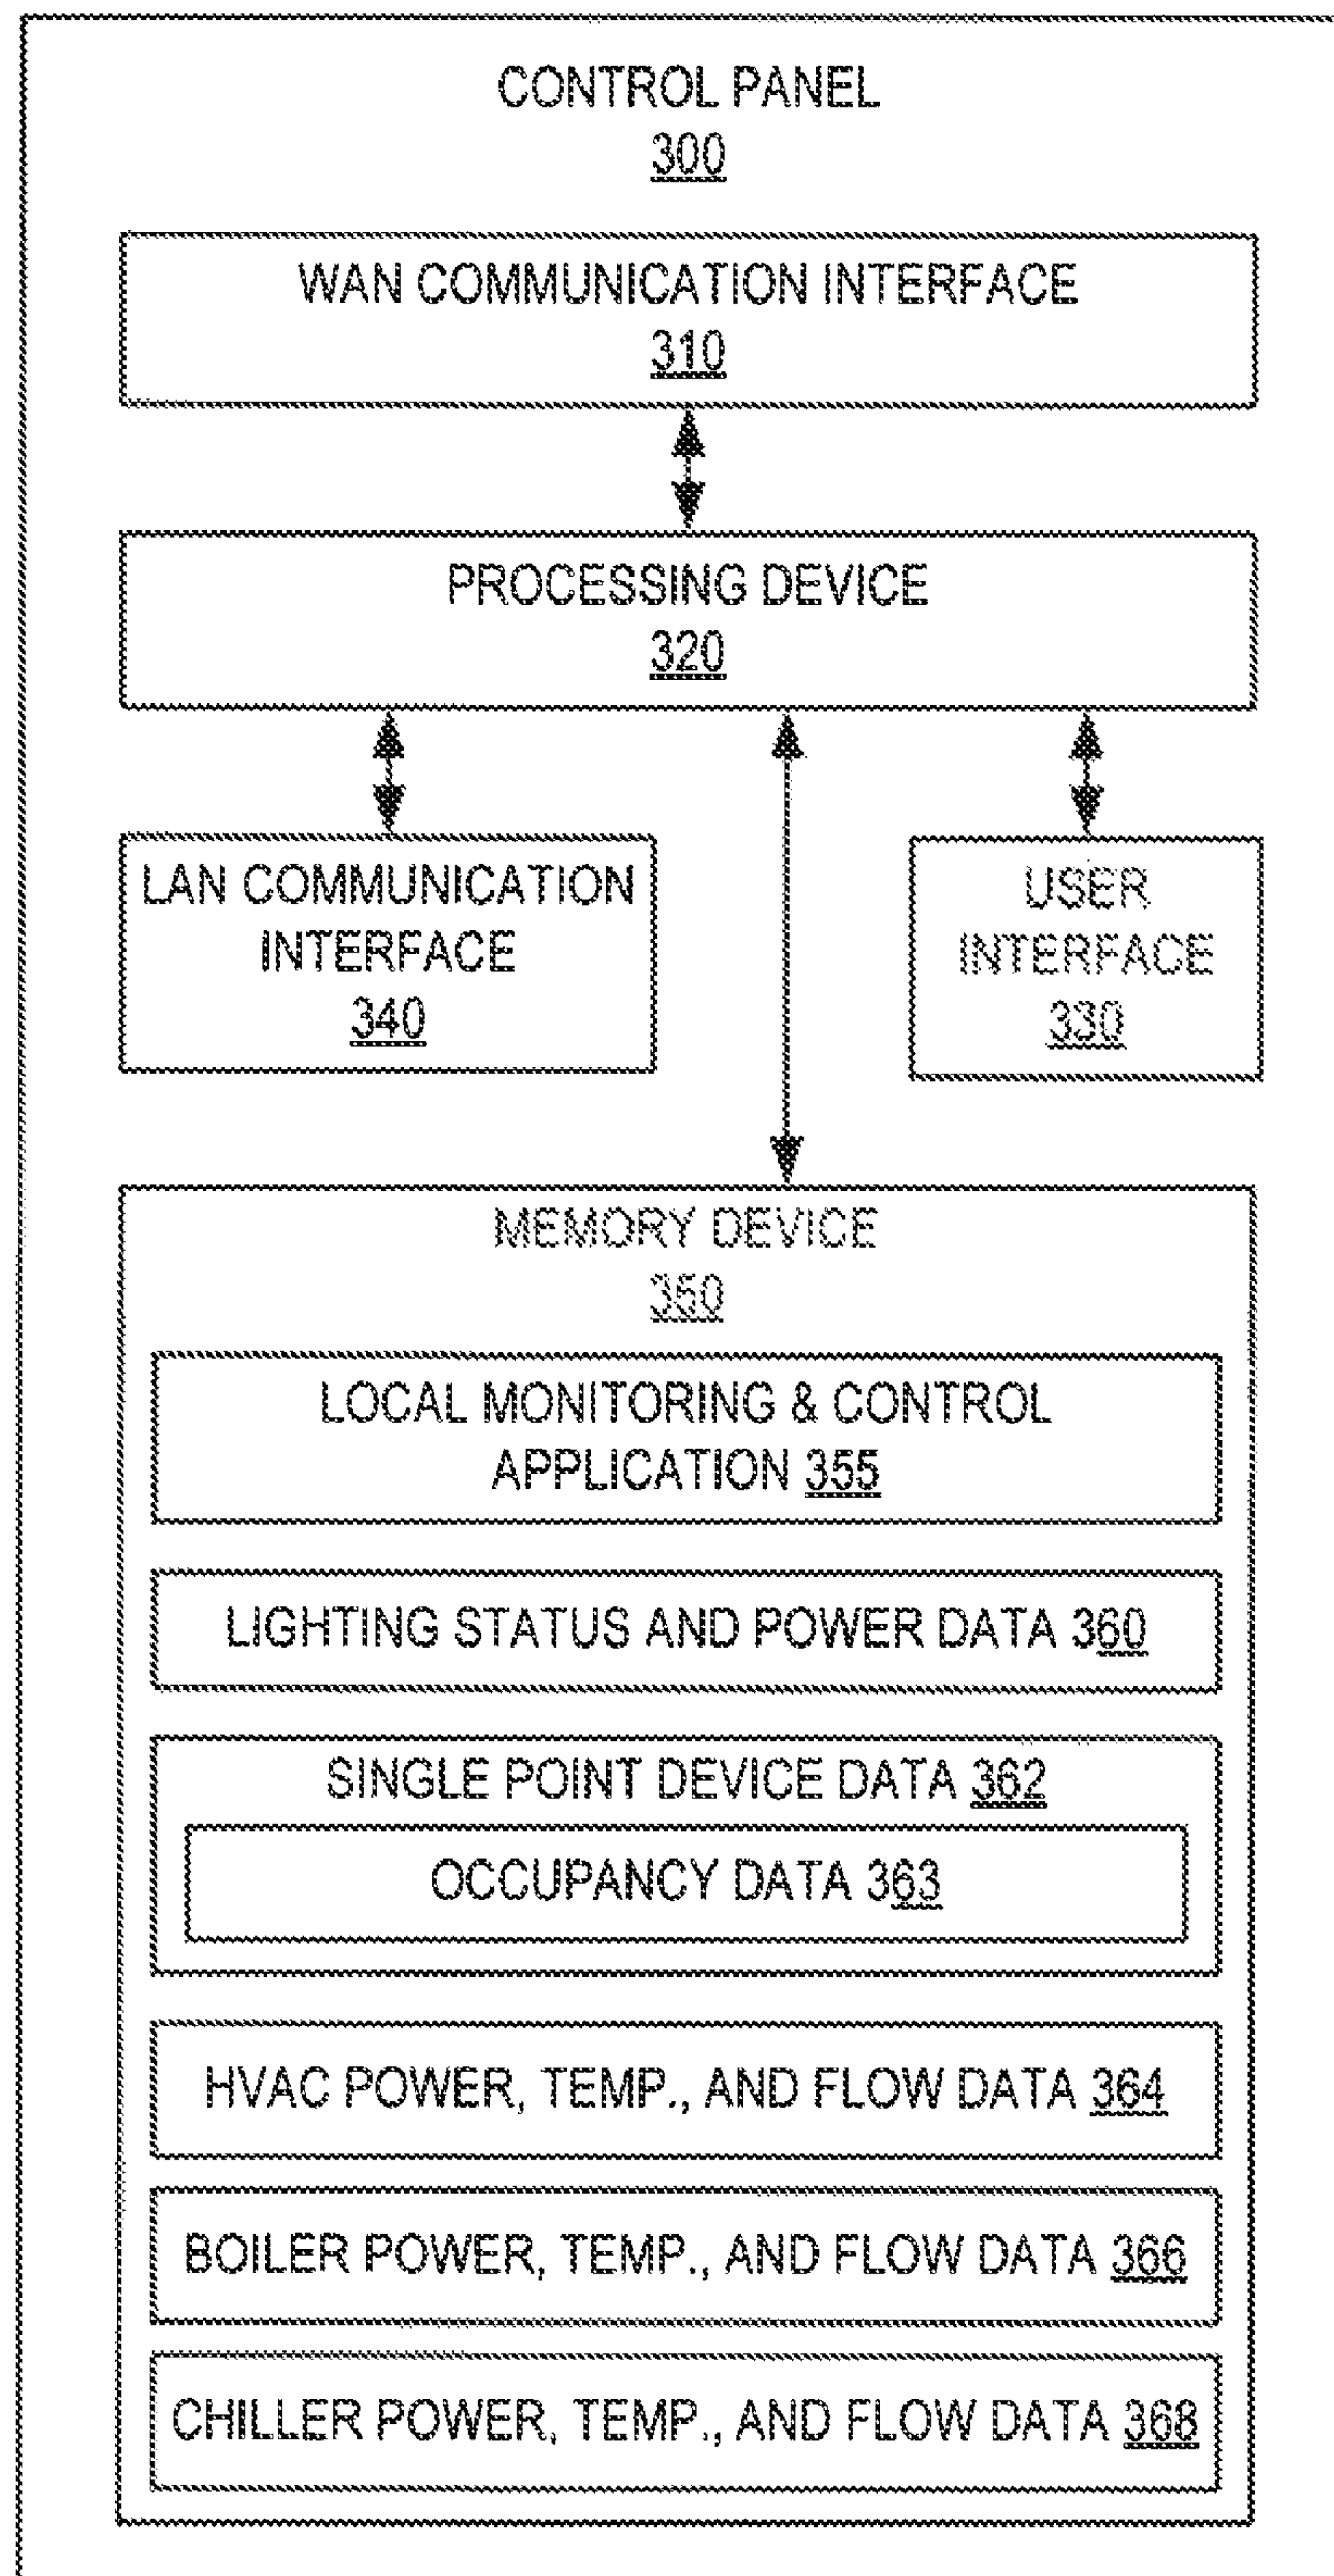 CONTROL PANEL
300
WAN COMMUNICATION INTERFACE
310
PROCESSING DEVICE
320
LAN COMMUNICATION
INTERFACE
340
USER
INTERFACE
330
MEMORY DEVICE
350
LOCAL MONITORING & CONTROL
APPLICATION 355
LIGHTING STATUS AND POWER DATA 360
SINGLE POINT DEVICE DATA 362
OCCUPANCY DATA 363
HVAC POWER, TEMP., AND FLOW DATA 364
BOILER POWER, TEMP., AND FLOW DATA 366
CHILLER POWER, TEMP., AND FLOW DATA 368